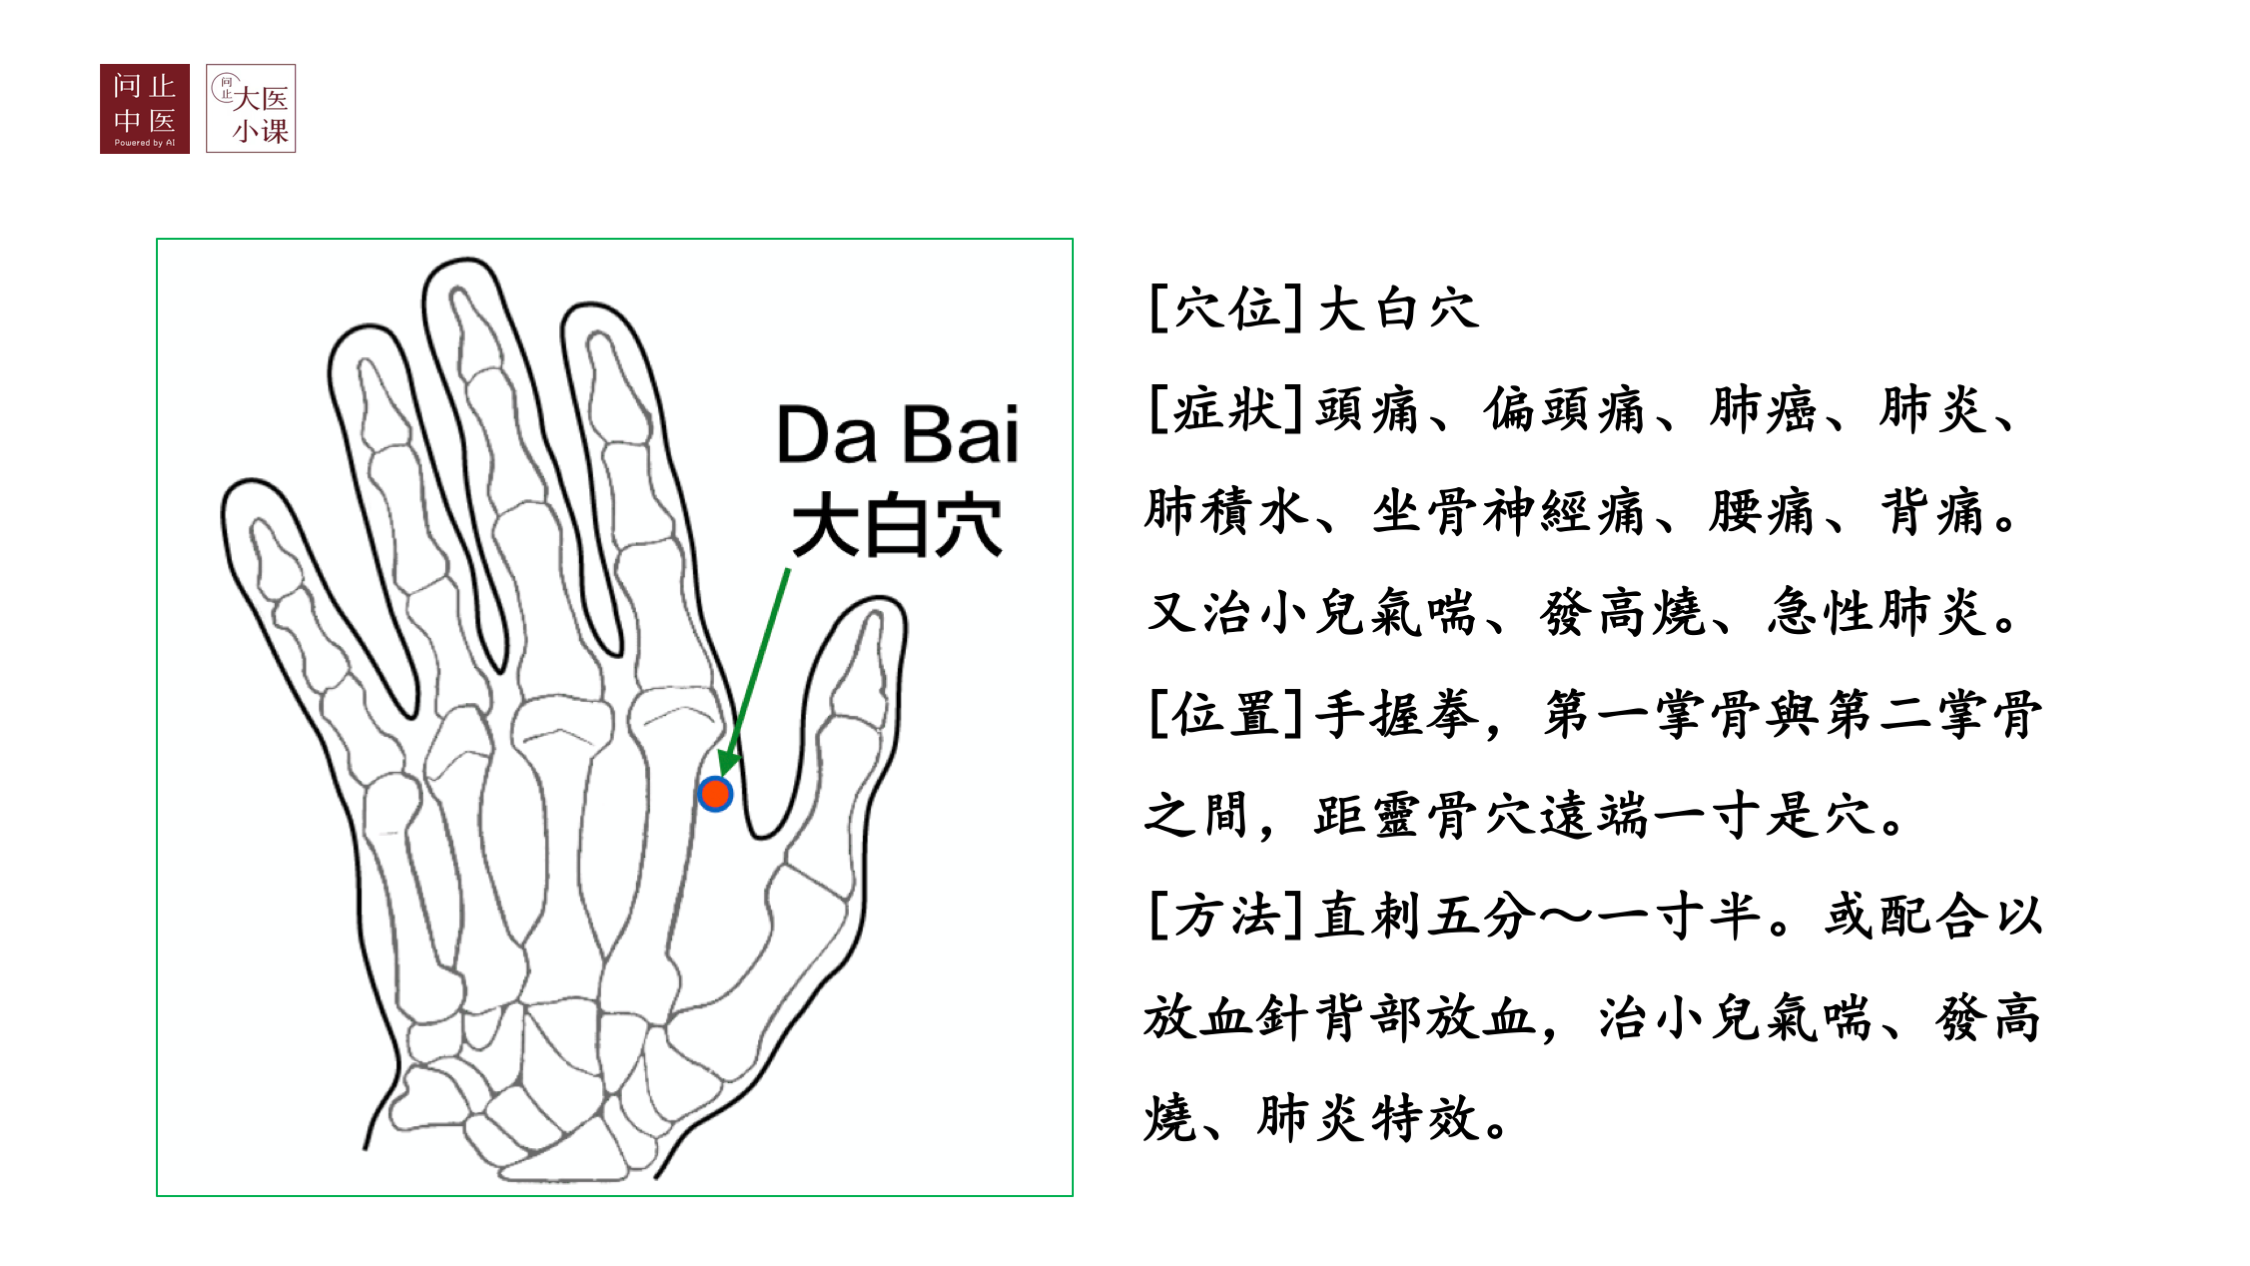 问止
中医
Powered by AI
问止
大医
小课
Da Bai
大白穴
[穴位]大白穴
[症狀]頭痛、偏頭痛、肺癌、肺炎、
肺積水、坐骨神經痛、腰痛、背痛。
又治小兒氣喘、發高燒、急性肺炎。
[位置]手握拳，第一掌骨與第二掌骨
之間，距靈骨穴遠端一寸是穴。
[方法]直刺五分～一寸半。或配合以
放血針背部放血，治小兒氣喘、發高
燒、肺炎特效。